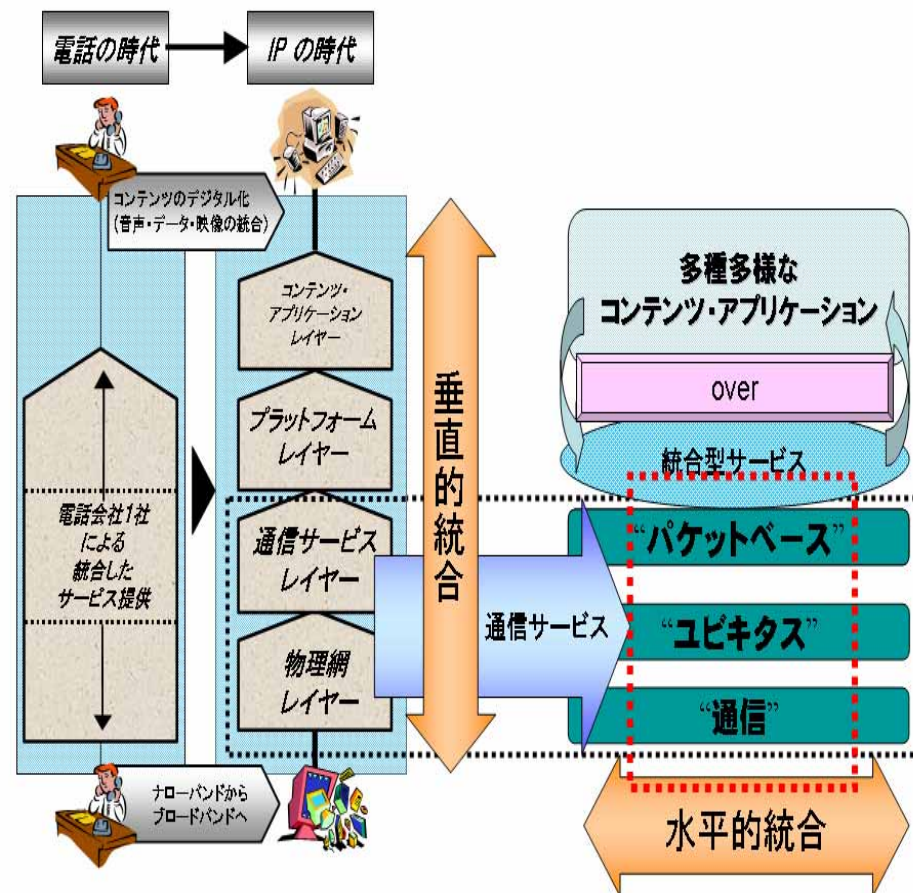 電話の時代
IP の時代
コンテンツのデジタル化
(音声・データ・映像の統合)
コンテンツ・
アプリケーション
レイヤー
プラットフォーム
レイヤー
通信サービス
レイヤー
物理網
レイヤー
電話会社1社
による
統合した
サービス提供
ナローバンドから
ブロードバンドへ
垂直的統合
通信サービス
多種多様な
コンテンツ・アプリケーション
over
統合型サービス
“パケットベース”
“ユビキタス”
“通信”
水平的統合